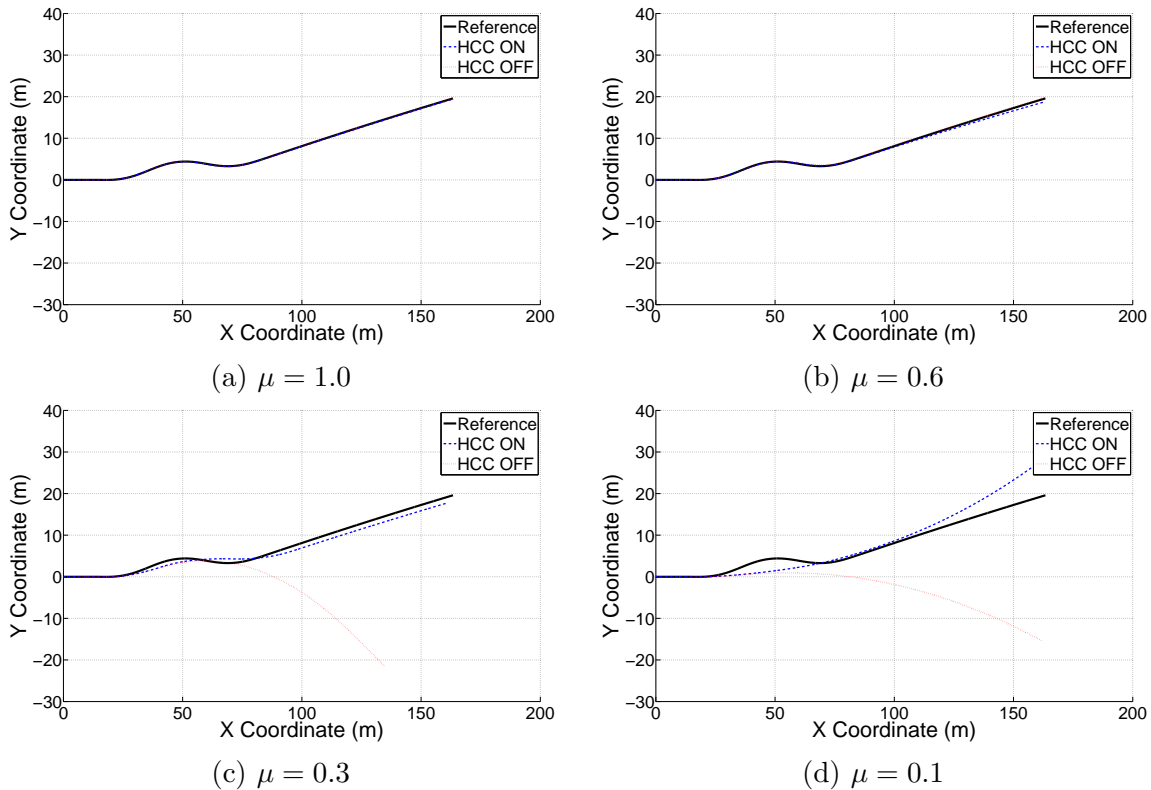 40
30
20
10
0
−10
−20
−30
0
50
100
150
200
Y Coordinate (m)
X Coordinate (m)
Reference
HCC ON
HCC OFF
(a) μ = 1.0
40
30
20
10
0
−10
−20
−30
0
50
100
150
200
Y Coordinate (m)
X Coordinate (m)
Reference
HCC ON
HCC OFF
(b) μ = 0.6
40
30
20
10
0
−10
−20
−30
0
50
100
150
200
Y Coordinate (m)
X Coordinate (m)
Reference
HCC ON
HCC OFF
(c) μ = 0.3
40
30
20
10
0
−10
−20
−30
0
50
100
150
200
Y Coordinate (m)
X Coordinate (m)
Reference
HCC ON
HCC OFF
(d) μ = 0.1